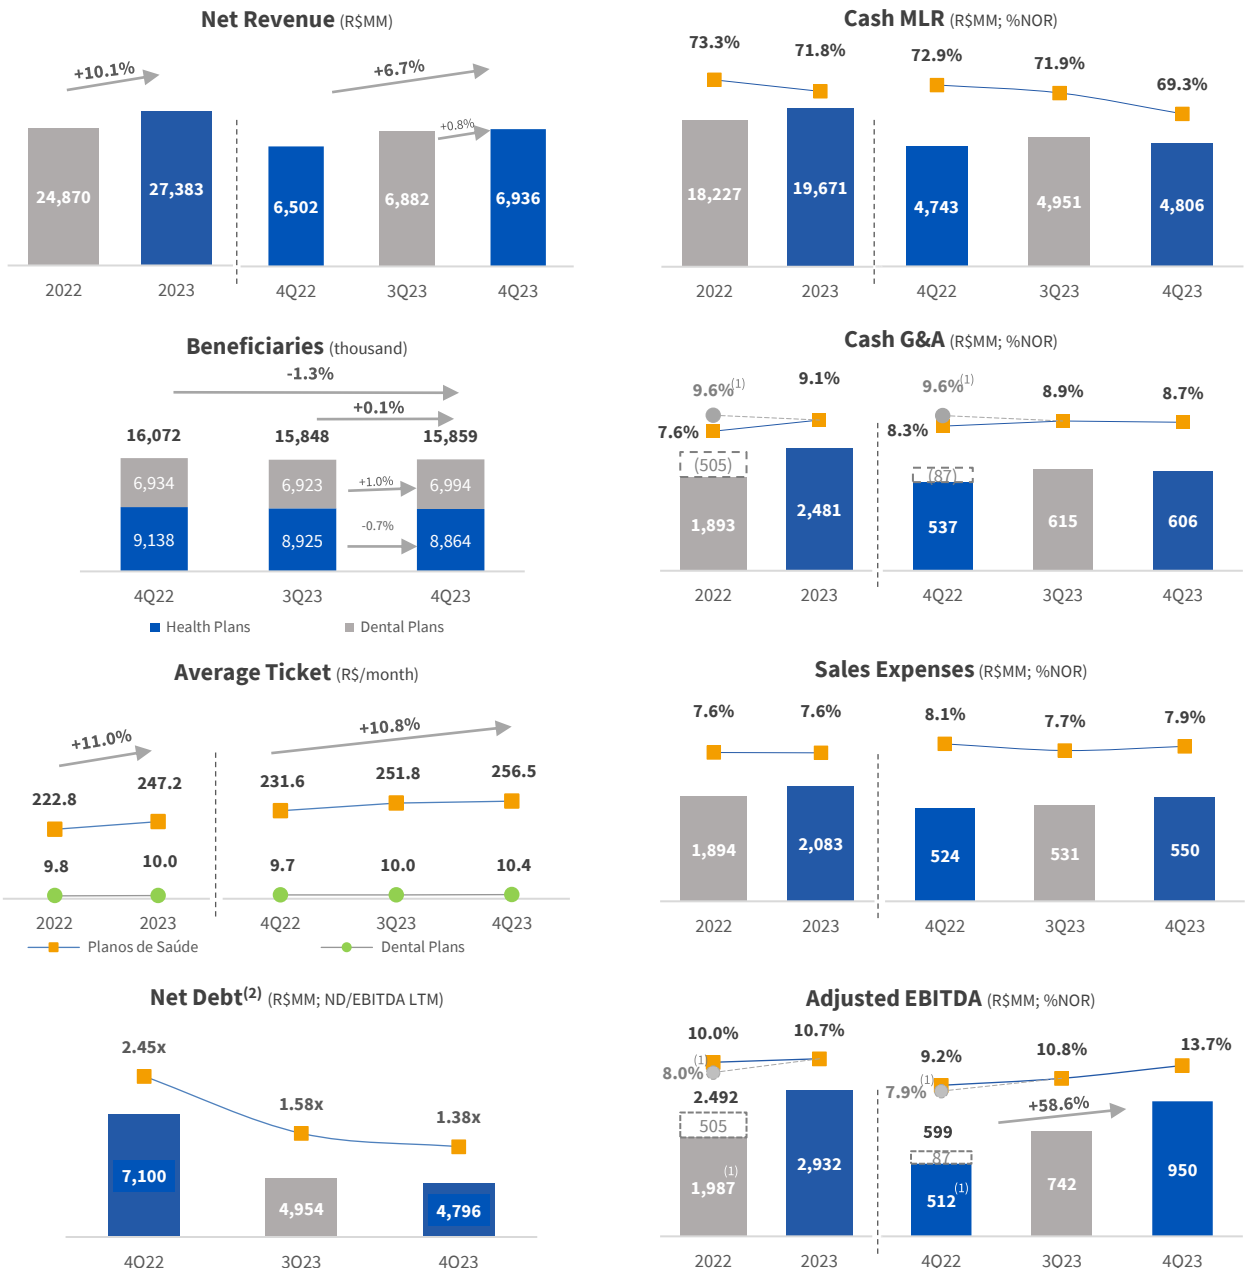 Net Revenue (R$MM)
+10.1%
+6.7%
+0.8%
24,870
27,383
6,502
6,882
6,936
2022
2023
4Q22
3Q23
4Q23
Cash MLR (R$MM; %NOR)
73.3%
71.8%
72.9%
71.9%
69.3%
18,227
19,671
4,743
4,951
4,806
2022
2023
4Q22
3Q23
4Q23
Beneficiaries (thousand)
-1.3%
+0.1%
16,072
15,848
15,859
6,934
6,923
+1.0%
6,994
9,138
8,925
-0.7%
8,864
4Q22
3Q23
4Q23
Health Plans
Dental Plans
Cash G&A (R$MM; %NOR)
9.6%(1)
9.1%
9.6%(1)
8.9%
8.7%
7.6%
8.3%
(505)
(87)
1,893
2,481
537
615
606
2022
2023
4Q22
3Q23
4Q23
Average Ticket (R$/month)
+11.0%
+10.8%
222.8
247.2
231.6
251.8
256.5
9.8
10.0
9.7
10.0
10.4
2022
2023
4Q22
3Q23
4Q23
Planos de Saúde
Dental Plans
Sales Expenses (R$MM; %NOR)
7.6%
7.6%
8.1%
7.7%
7.9%
1,894
2,083
524
531
550
2022
2023
4Q22
3Q23
4Q23
Net Debt(2) (R$MM; ND/EBITDA LTM)
2.45x
1.58x
1.38x
7,100
4,954
4,796
4Q22
3Q23
4Q23
Adjusted EBITDA (R$MM; %NOR)
10.0%
10.7%
9.2%
10.8%
13.7%
(1)
8.0%
(1)
7.9%
+58.6%
2.492
505
599
87
1,987(1)
2,932
512(1)
742
950
2022
2023
4Q22
3Q23
4Q23